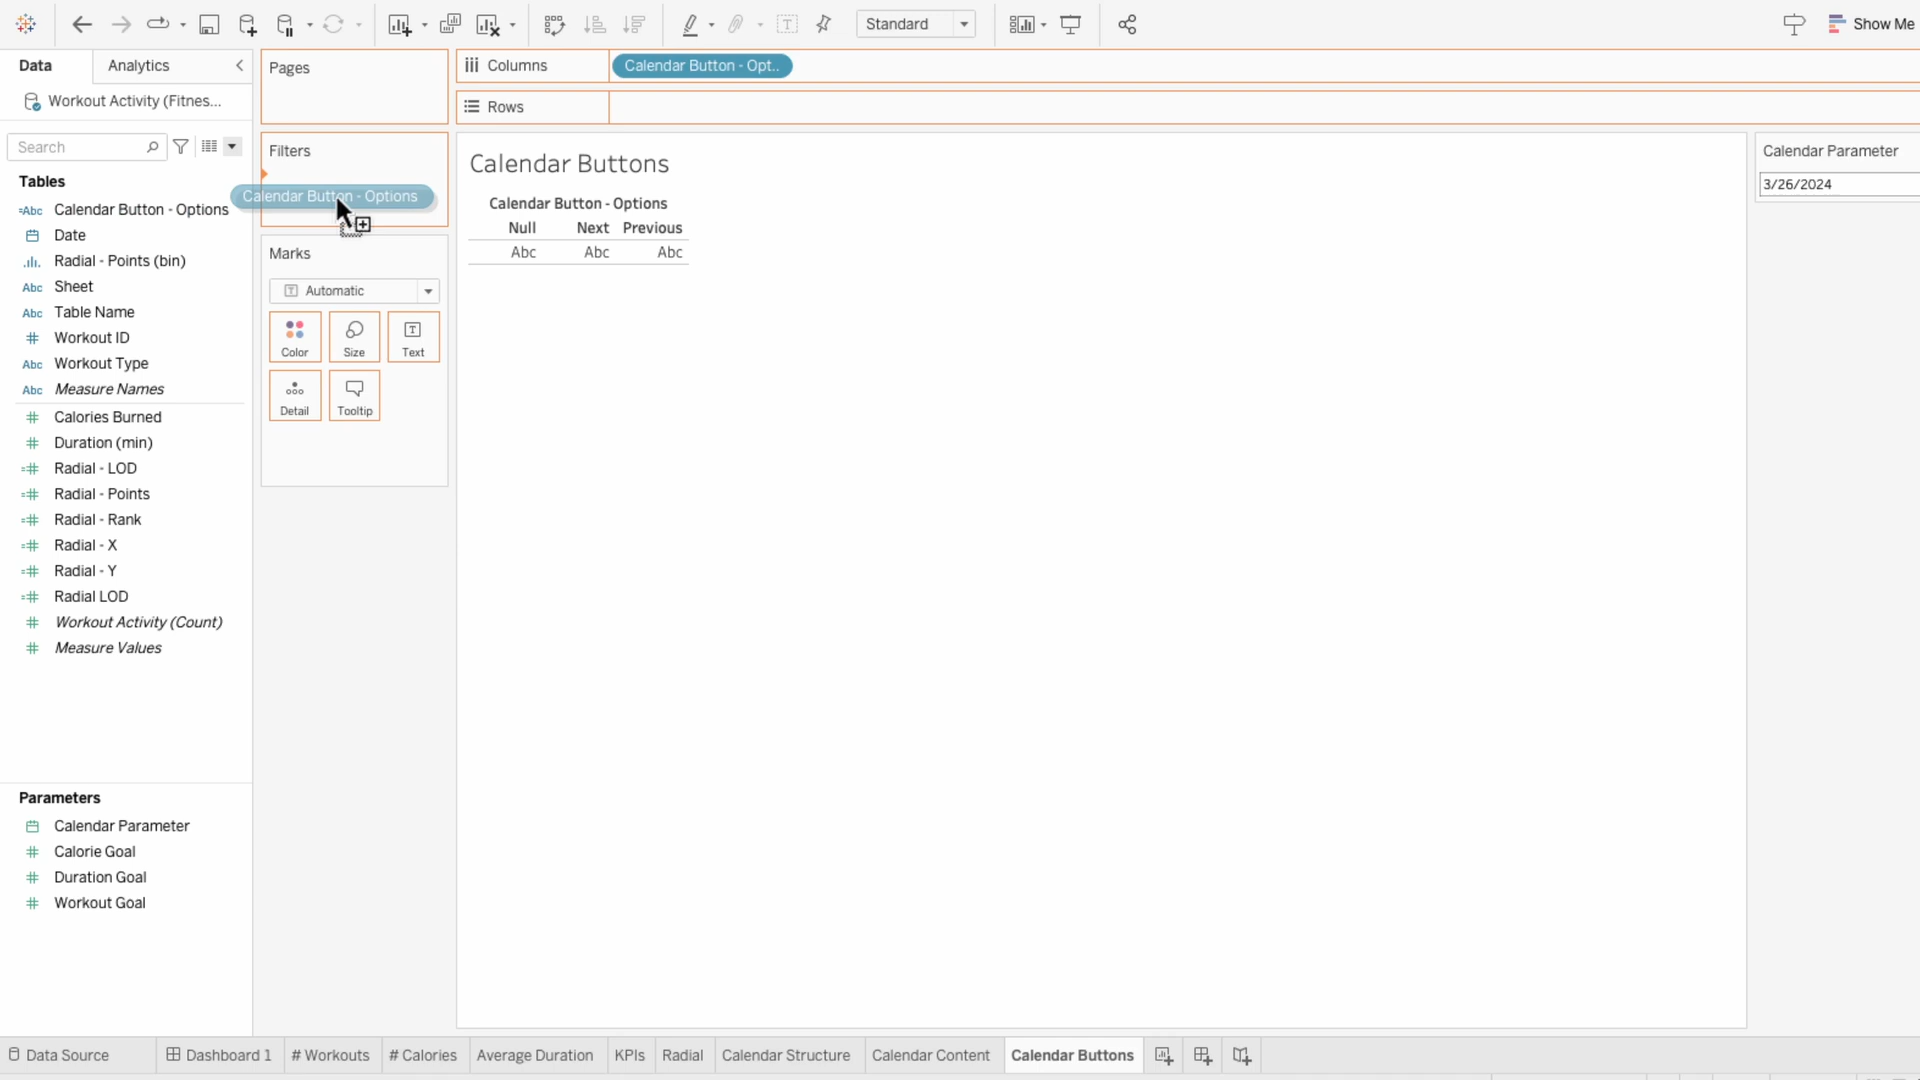 Standard
Show Me
Data
Analytics
Workout Activity (Fitnes...
Search
Tables
Calendar Button - Options
Date
Radial - Points (bin)
Abc Sheet
Abc Table Name
Workout ID
Abc Workout Type
Abc Measure Names
Calories Burned
Duration (min)
Radial - LOD
Radial - Points
Radial - Rank
Radial - X
Radial - Y
Radial LOD
Workout Activity (Count)
Measure Values
Parameters
Calendar Parameter
Calorie Goal
Duration Goal
Workout Goal
Pages
Filters
Calendar Button - Options
Marks
Automatic
Color Size Text
Detail Tooltip
Columns
Calendar Button - Opt..
Rows
Calendar Buttons
Calendar Button - Options
Null Next Previous
Abc Abc Abc
Calendar Parameter
3/26/2024
Data Source
Dashboard 1
# Workouts
# Calories
Average Duration
KPIs
Radial
Calendar Structure
Calendar Content
Calendar Buttons